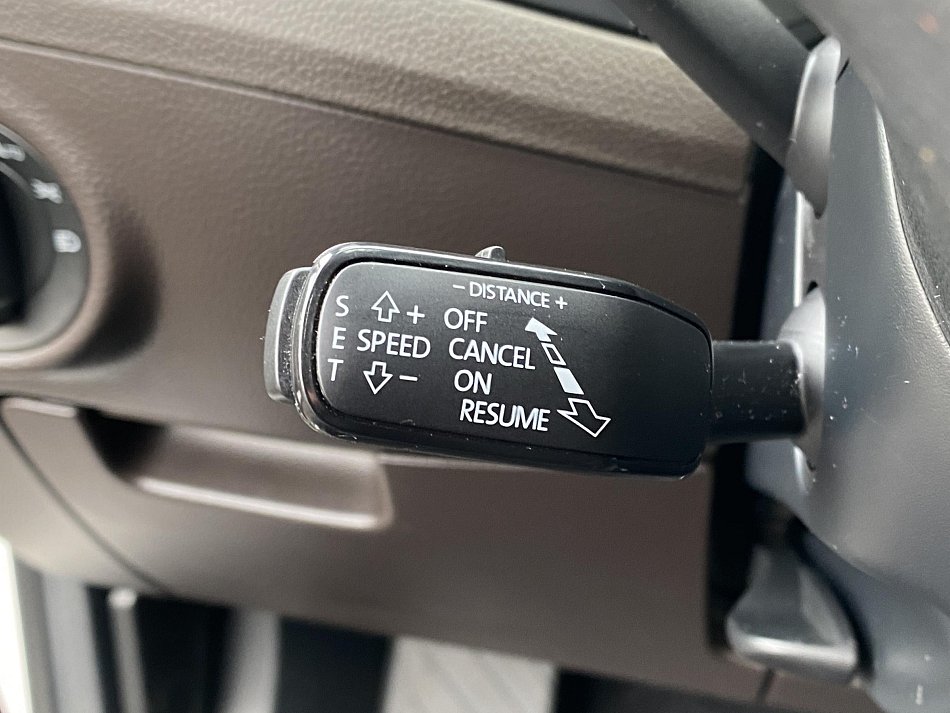 - DISTANCE +
S E T
+
SPEED
-
OFF
CANCEL
ON
RESUME